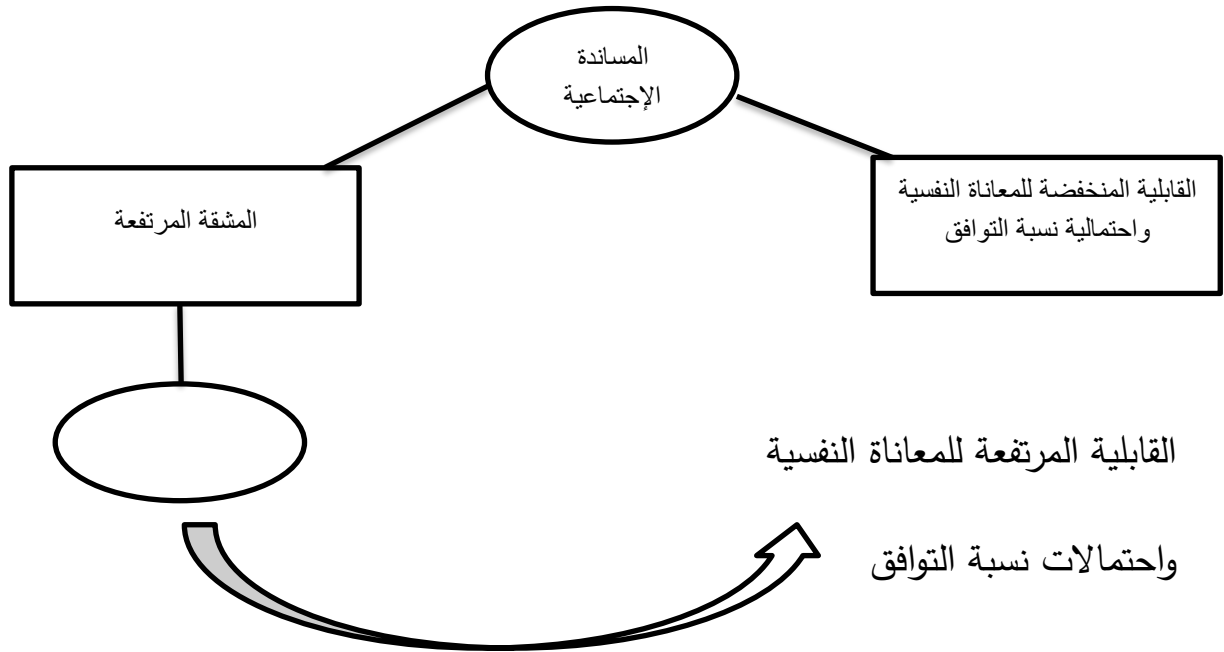 المساندة
الإجتماعية
القابلية المنخفضة للمعاناة النفسية
واحتمالية نسبة التوافق
المشقة المرتفعة
القابلية المرتفعة للمعاناة النفسية
واحتمالات نسبة التوافق